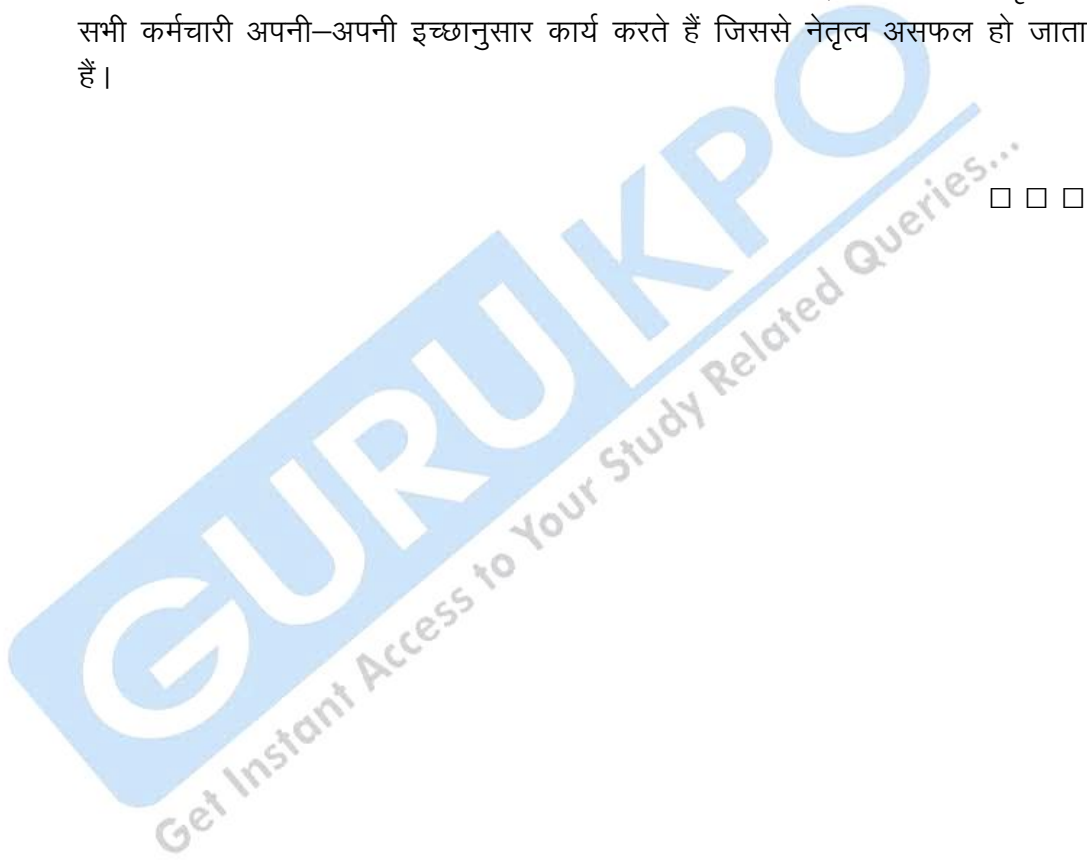 सभी कर्मचारी अपनी–अपनी इच्छानुसार कार्य करते हैं जिससे नेतृत्व असफल हो जाता
हैं।
□ □ □
GURUKPO
Get Instant Access to Your Study Related Queries...